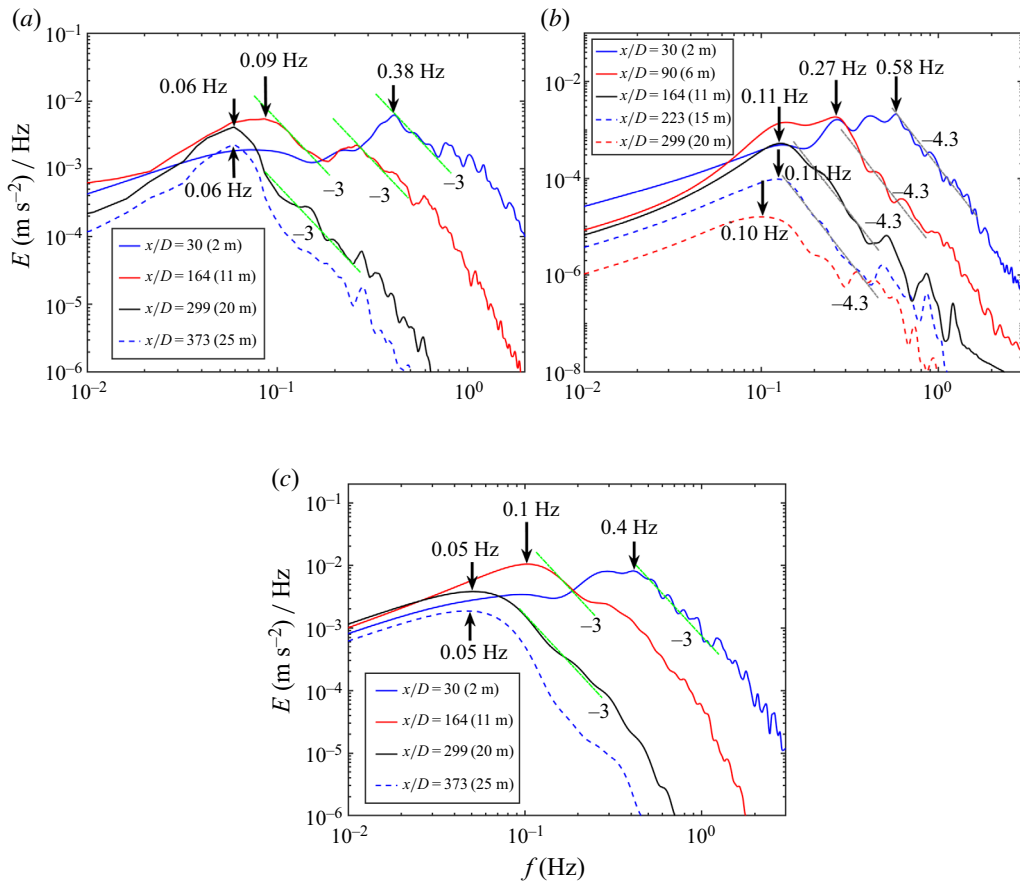 (a)
10⁻¹
10⁻²
10⁻³
10⁻⁴
10⁻⁵
10⁻⁶
E (m s⁻²) / Hz
0.06 Hz
0.09 Hz
0.38 Hz
0.06 Hz
–3
–3
–3
–3
x/D = 30 (2 m)
x/D = 164 (11 m)
x/D = 299 (20 m)
x/D = 373 (25 m)
10⁻²
10⁻¹
10⁰
(b)
10⁻²
10⁻⁴
10⁻⁶
10⁻⁸
x/D = 30 (2 m)
x/D = 90 (6 m)
x/D = 164 (11 m)
x/D = 223 (15 m)
x/D = 299 (20 m)
0.27 Hz
0.58 Hz
0.11 Hz
0.11 Hz
0.10 Hz
–4.3
–4.3
–4.3
–4.3
10⁻²
10⁻¹
10⁰
(c)
10⁻¹
10⁻²
10⁻³
10⁻⁴
10⁻⁵
10⁻⁶
E (m s⁻²) / Hz
0.1 Hz
0.4 Hz
0.05 Hz
0.05 Hz
–3
–3
–3
x/D = 30 (2 m)
x/D = 164 (11 m)
x/D = 299 (20 m)
x/D = 373 (25 m)
10⁻²
10⁻¹
10⁰
f (Hz)